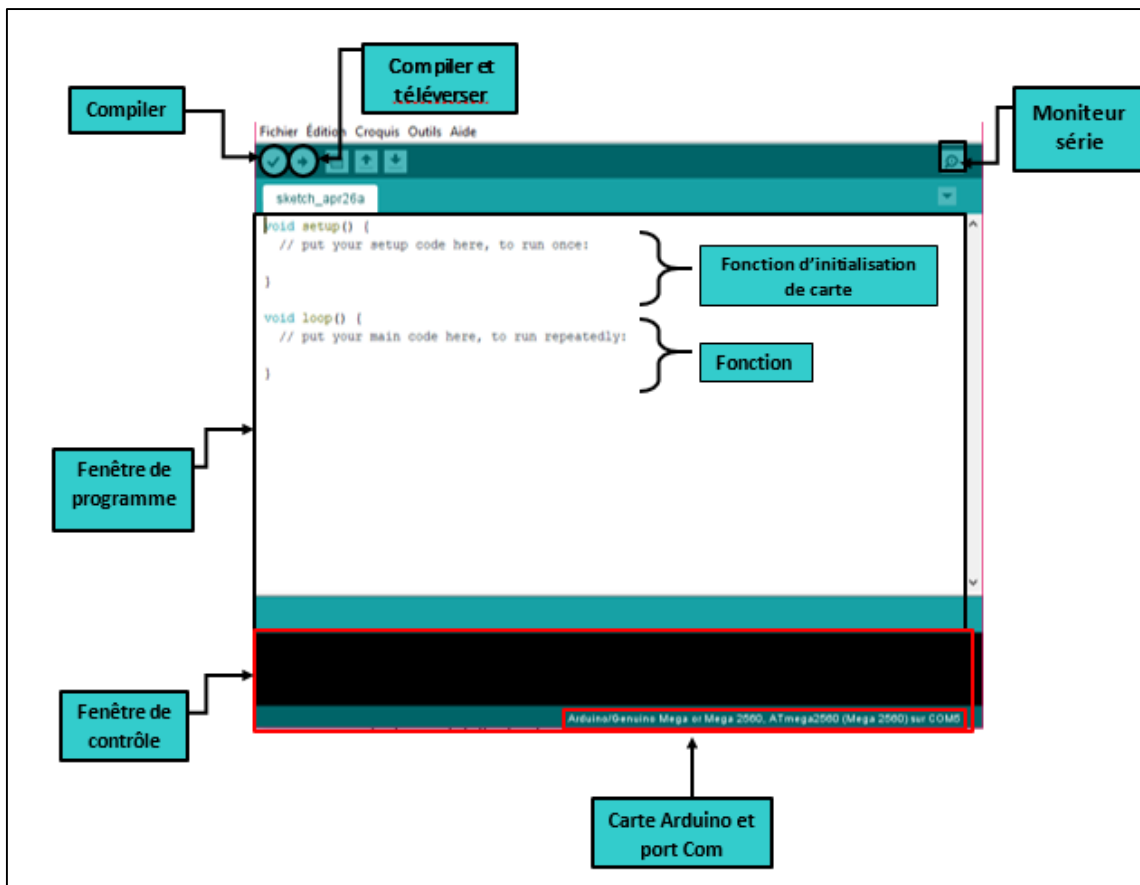 Compiler et
téléverser
Compiler
Moniteur
série
Fichier Édition Croquis Outils Aide
sketch_apr26a
void setup() {
// put your setup code here, to run once:
}
Fonction d’initialisation
de carte
void loop() {
// put your main code here, to run repeatedly:
}
Fonction
Fenêtre de
programme
Fenêtre de
contrôle
Arduino/Genuino Mega or Mega 2560, ATmega2560 (Mega 2560) sur COM5
Carte Arduino et
port Com